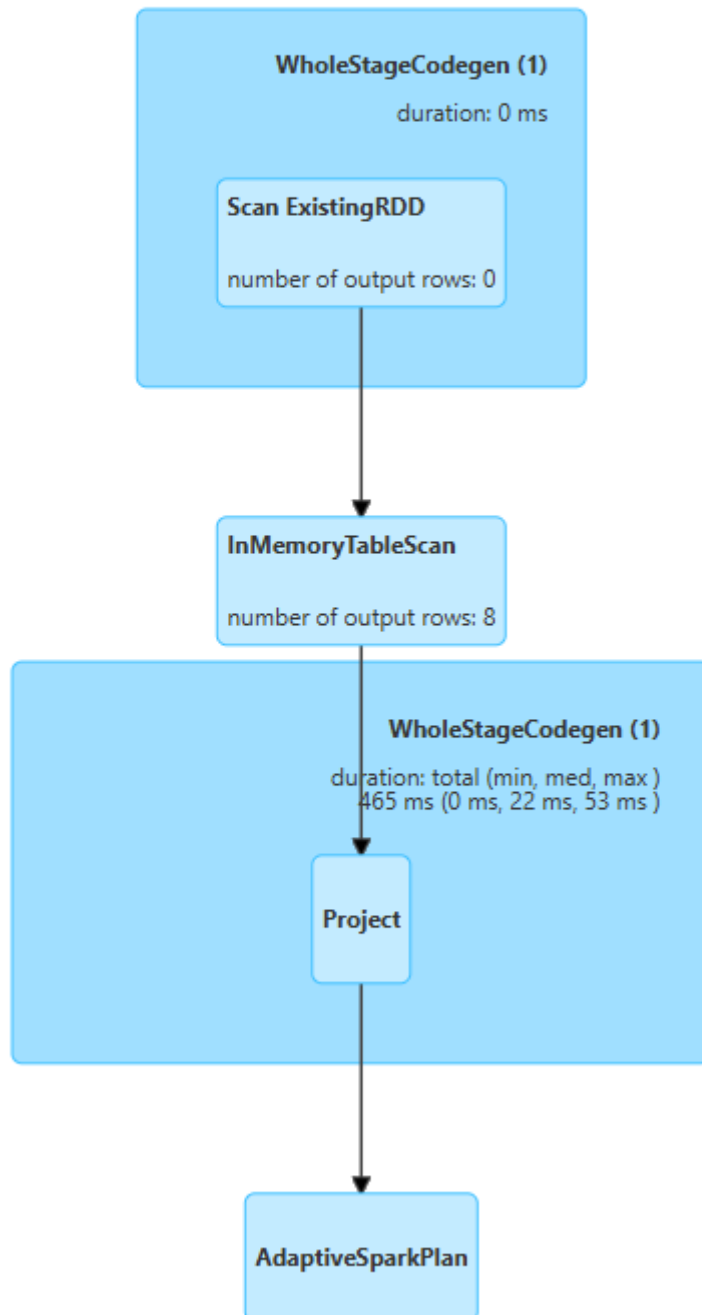 WholeStageCodegen (1)
duration: 0 ms
Scan ExistingRDD
number of output rows: 0
InMemoryTableScan
number of output rows: 8
WholeStageCodegen (1)
duration: total (min, med, max )
465 ms (0 ms, 22 ms, 53 ms )
Project
AdaptiveSparkPlan